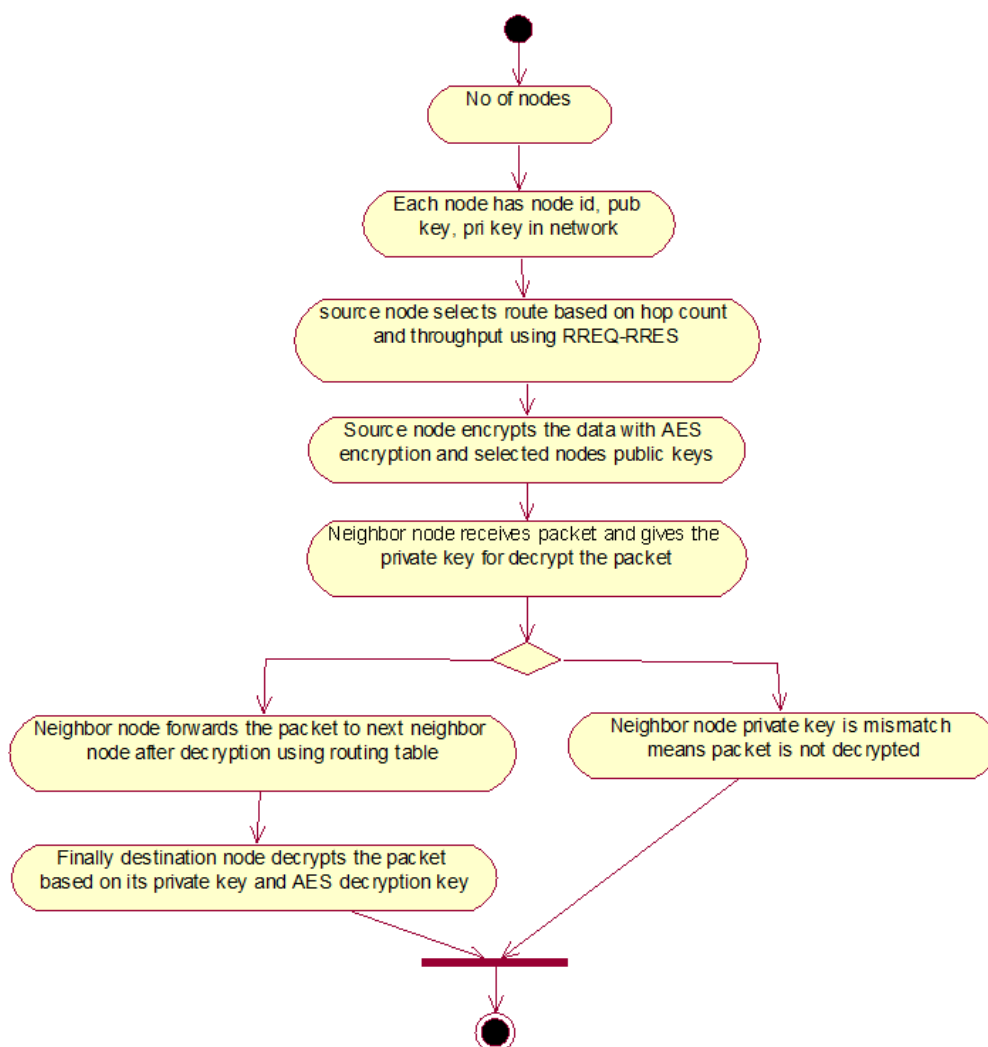 No of nodes
Each node has node id, pub
key, pri key in network
source node selects route based on hop count
and throughput using RREQ-RRES
Source node encrypts the data with AES
encryption and selected nodes public keys
Neighbor node receives packet and gives the
private key for decrypt the packet
Neighbor node forwards the packet to next neighbor
node after decryption using routing table
Neighbor node private key is mismatch
means packet is not decrypted
Finally destination node decrypts the packet
based on its private key and AES decryption key